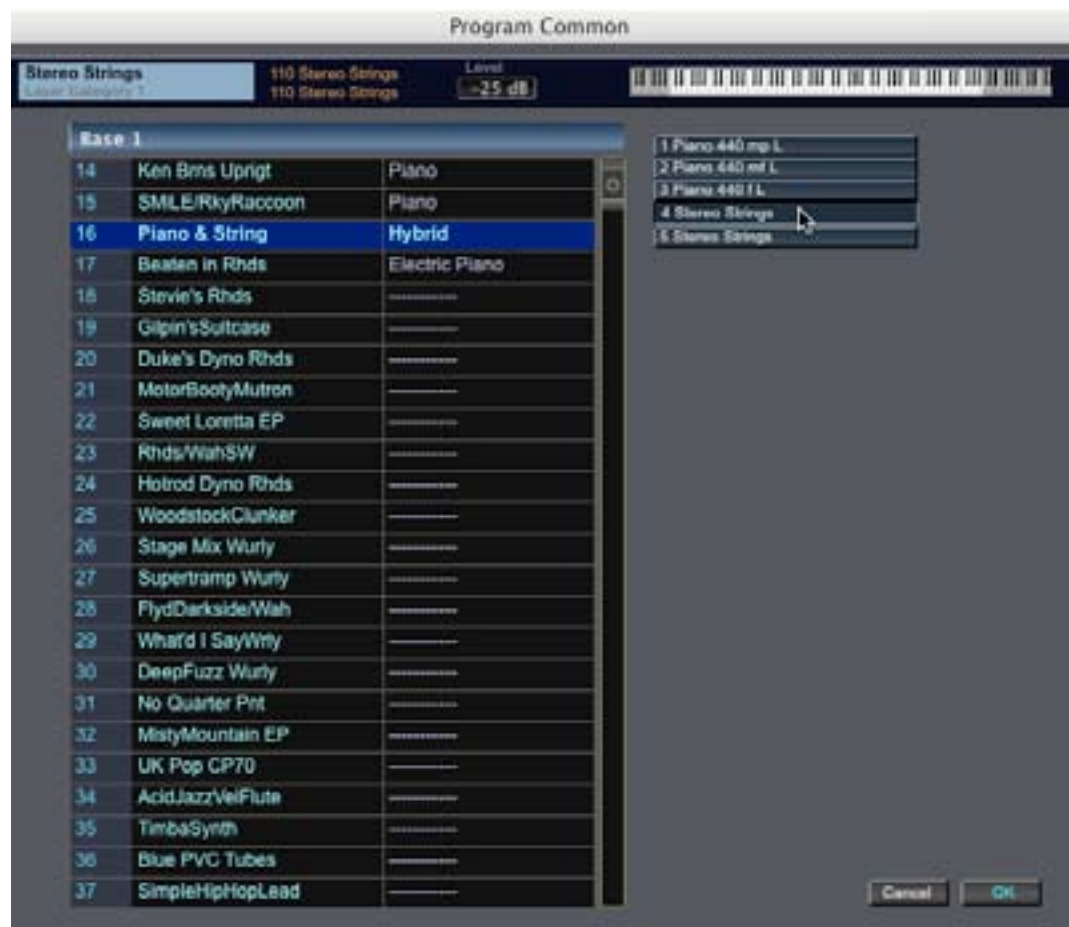 Program Common
Stereo Strings
Layer Category 1
110 Stereo Strings
110 Stereo Strings
Level
-25 dB
Base 1
14 Ken Brns Uprigt Piano
15 SMiLE/RkyRaccoon Piano
16 Piano & String Hybrid
17 Beaten in Rhds Electric Piano
18 Stevie's Rhds ------------
19 Gilpin'sSuitcase ------------
20 Duke's Dyno Rhds ------------
21 MotorBootyMutron ------------
22 Sweet Loretta EP ------------
23 Rhds/WahSW ------------
24 Hotrod Dyno Rhds ------------
25 WoodstockClunker ------------
26 Stage Mix Wurly ------------
27 Supertramp Wurly ------------
28 FlydDarkside/Wah ------------
29 What'd I SayWrly ------------
30 DeepFuzz Wurly ------------
31 No Quarter Pnt ------------
32 MistyMountain EP ------------
33 UK Pop CP70 ------------
34 AcidJazzVelFlute ------------
35 TimbaSynth ------------
36 Blue PVC Tubes ------------
37 SimpleHipHopLead ------------
1 Piano 440 mp L
2 Piano 440 mf L
3 Piano 440 f L
4 Stereo Strings
5 Stereo Strings
Cancel OK